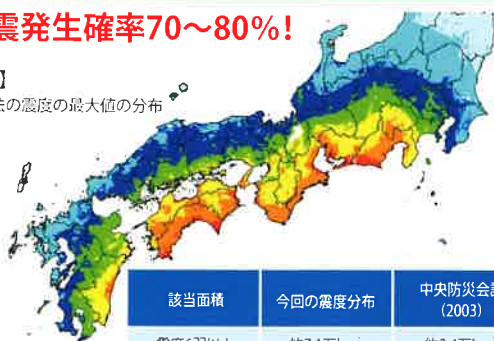 震発生確率70〜80%!
】
法の震度の最大値の分布
該当面積
今回の震度分布
中央防災会議
(2003)